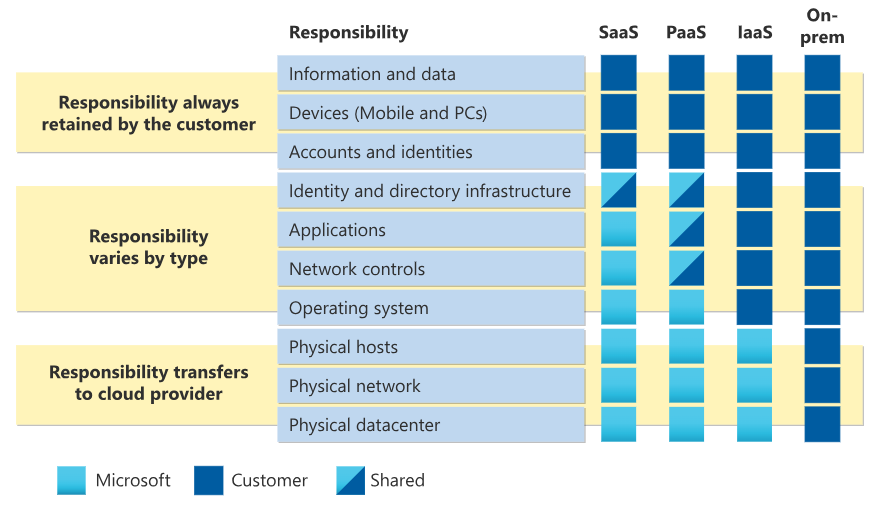 Responsibility SaaS PaaS IaaS On-
prem
Responsibility always
retained by the customer
Information and data
Devices (Mobile and PCs)
Accounts and identities
Responsibility
varies by type
Identity and directory infrastructure
Applications
Network controls
Operating system
Responsibility transfers
to cloud provider
Physical hosts
Physical network
Physical datacenter
Microsoft Customer Shared